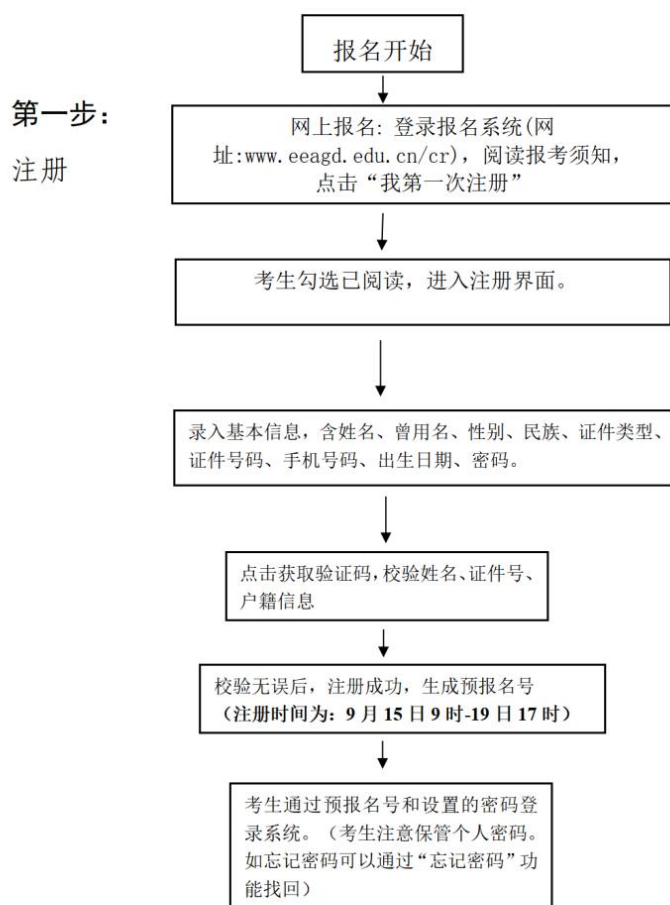 报名开始
第一步：
注册
网上报名: 登录报名系统(网
址:www.eeagd.edu.cn/cr)，阅读报考须知，
点击“我第一次注册”
考生勾选已阅读，进入注册界面。
录入基本信息，含姓名、曾用名、性别、民族、证件类型、
证件号码、手机号码、出生日期、密码。
点击获取验证码，校验姓名、证件号、
户籍信息
校验无误后，注册成功，生成预报名号
（注册时间为：9 月 15 日 9 时-19 日 17 时）
考生通过预报名号和设置的密码登
录系统。（考生注意保管个人密码。
如忘记密码可以通过“忘记密码”功
能找回）